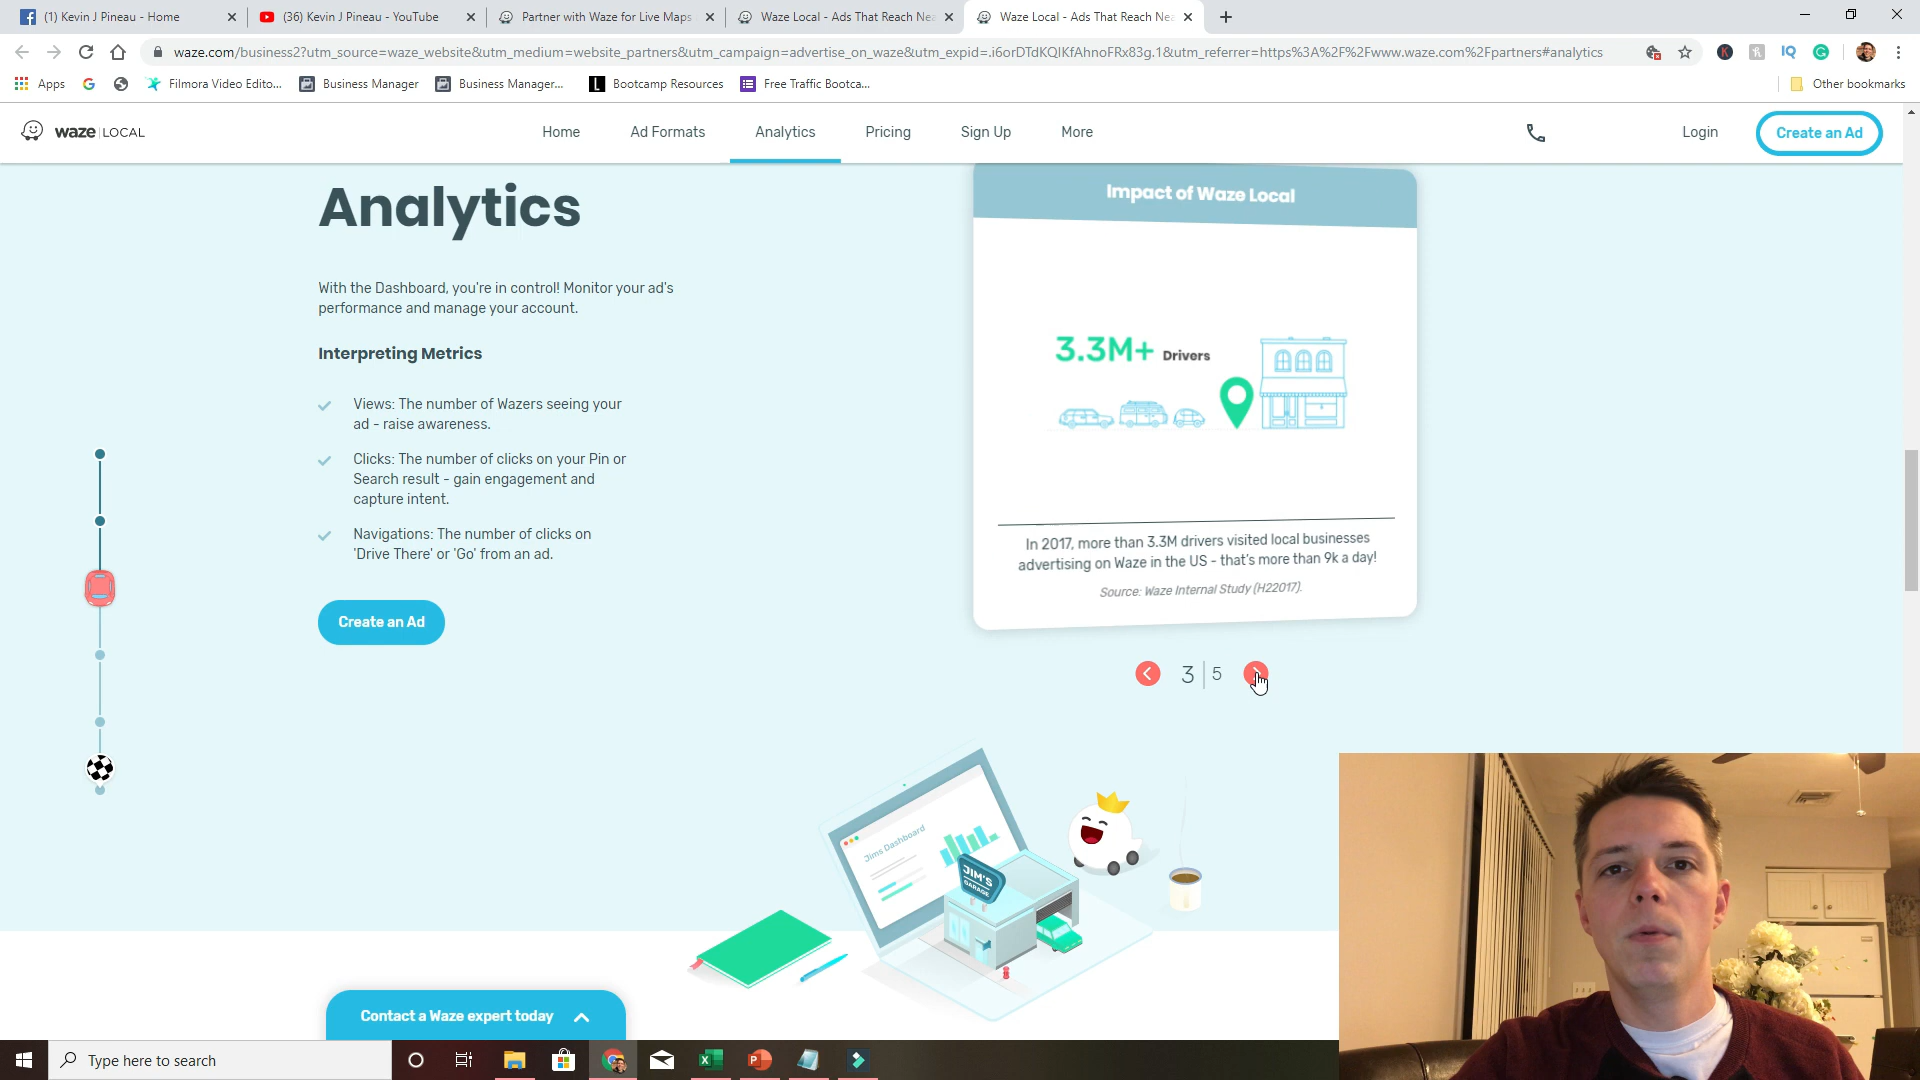 (1) Kevin J Pineau - Home
(36) Kevin J Pineau - YouTube
Partner with Waze for Live Maps
Waze Local - Ads That Reach Ne
Waze Local - Ads That Reach Ne
waze.com/business2?utm_source=waze_website&utm_medium=website_partners&utm_campaign=advertise_on_waze&utm_expid=.i6orDTdKQIKfAhnoFRx83g.1&utm_referrer=https%3A%2F%2Fwww.waze.com%2Fpartners#analytics
Apps
Filmora Video Edito...
Business Manager
Business Manager...
Bootcamp Resources
Free Traffic Bootca...
Other bookmarks
waze LOCAL
Home
Ad Formats
Analytics
Pricing
Sign Up
More
Login
Create an Ad
Analytics
With the Dashboard, you're in control! Monitor your ad's
performance and manage your account.
Interpreting Metrics
Views: The number of Wazers seeing your
ad - raise awareness.
Clicks: The number of clicks on your Pin or
Search result - gain engagement and
capture intent.
Navigations: The number of clicks on
'Drive There' or 'Go' from an ad.
Create an Ad
Impact of Waze Local
3.3M+ Drivers
In 2017, more than 3.3M drivers visited local businesses
advertising on Waze in the US - that's more than 9k a day!
Source: Waze Internal Study (H22017).
3 5
Jims Dashboard
JIM'S
GARAGE
Contact a Waze expert today
Type here to search